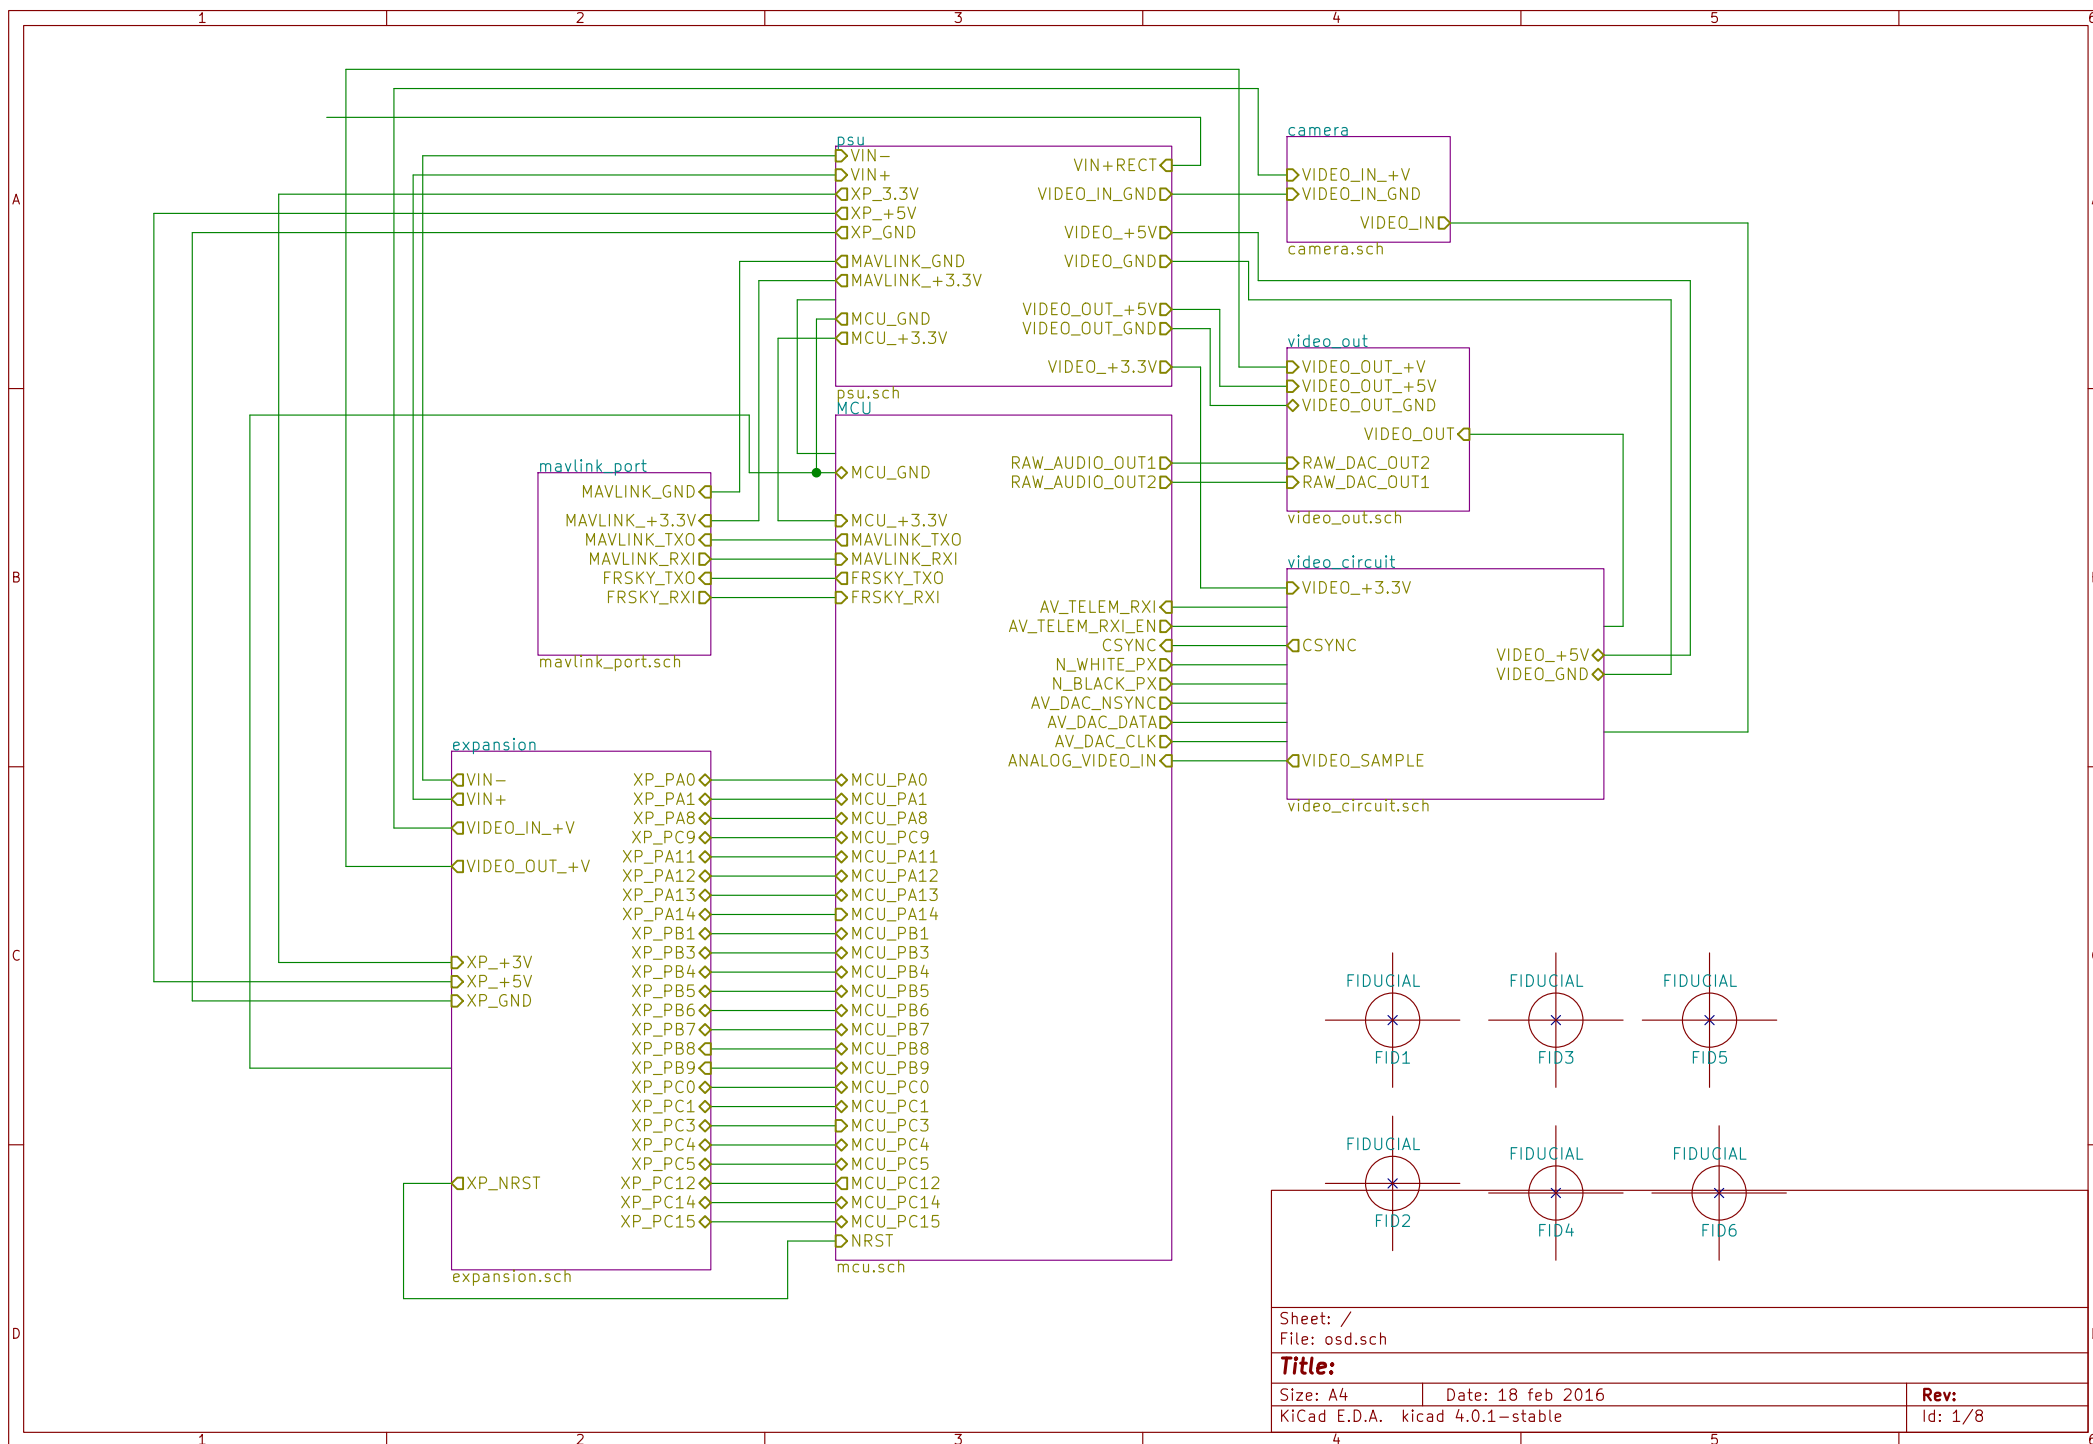 1 2 3 4 5 6
A
B
C
D
psu
VIN-
VIN+
XP_3.3V
XP_+5V
XP_GND
MAVLINK_GND
MAVLINK_+3.3V
MCU_GND
MCU_+3.3V
VIN+RECT
VIDEO_IN_GND
VIDEO_+5V
VIDEO_GND
VIDEO_OUT_+5V
VIDEO_OUT_GND
VIDEO_+3.3V
psu.sch
camera
VIDEO_IN_+V
VIDEO_IN_GND
VIDEO_IN
camera.sch
video_out
VIDEO_OUT_+V
VIDEO_OUT_+5V
VIDEO_OUT_GND
VIDEO_OUT
RAW_DAC_OUT2
RAW_DAC_OUT1
video_out.sch
MCU
MCU_GND
MCU_+3.3V
MAVLINK_TXO
MAVLINK_RXI
FRSKY_TXO
FRSKY_RXI
RAW_AUDIO_OUT1
RAW_AUDIO_OUT2
AV_TELEM_RXI
AV_TELEM_RXI_EN
CSYNC
N_WHITE_PX
N_BLACK_PX
AV_DAC_NSYNC
AV_DAC_DATA
AV_DAC_CLK
ANALOG_VIDEO_IN
MCU_PA0
MCU_PA1
MCU_PA8
MCU_PC9
MCU_PA11
MCU_PA12
MCU_PA13
MCU_PA14
MCU_PB1
MCU_PB3
MCU_PB4
MCU_PB5
MCU_PB6
MCU_PB7
MCU_PB8
MCU_PB9
MCU_PC0
MCU_PC1
MCU_PC3
MCU_PC4
MCU_PC5
MCU_PC12
MCU_PC14
MCU_PC15
NRST
mcu.sch
mavlink_port
MAVLINK_GND
MAVLINK_+3.3V
MAVLINK_TXO
MAVLINK_RXI
FRSKY_TXO
FRSKY_RXI
mavlink_port.sch
video_circuit
VIDEO_+3.3V
CSYNC
VIDEO_+5V
VIDEO_GND
VIDEO_SAMPLE
video_circuit.sch
expansion
VIN-
VIN+
VIDEO_IN_+V
VIDEO_OUT_+V
XP_+3V
XP_+5V
XP_GND
XP_NRST
XP_PA0
XP_PA1
XP_PA8
XP_PC9
XP_PA11
XP_PA12
XP_PA13
XP_PA14
XP_PB1
XP_PB3
XP_PB4
XP_PB5
XP_PB6
XP_PB7
XP_PB8
XP_PB9
XP_PC0
XP_PC1
XP_PC3
XP_PC4
XP_PC5
XP_PC12
XP_PC14
XP_PC15
expansion.sch
FIDUCIAL FIDUCIAL FIDUCIAL
FID1 FID3 FID5
FIDUCIAL FIDUCIAL FIDUCIAL
FID2 FID4 FID6
Sheet: /
File: osd.sch
Title:
Size: A4 Date: 18 feb 2016 Rev:
KiCad E.D.A. kicad 4.0.1-stable Id: 1/8
1 2 3 4 5 6